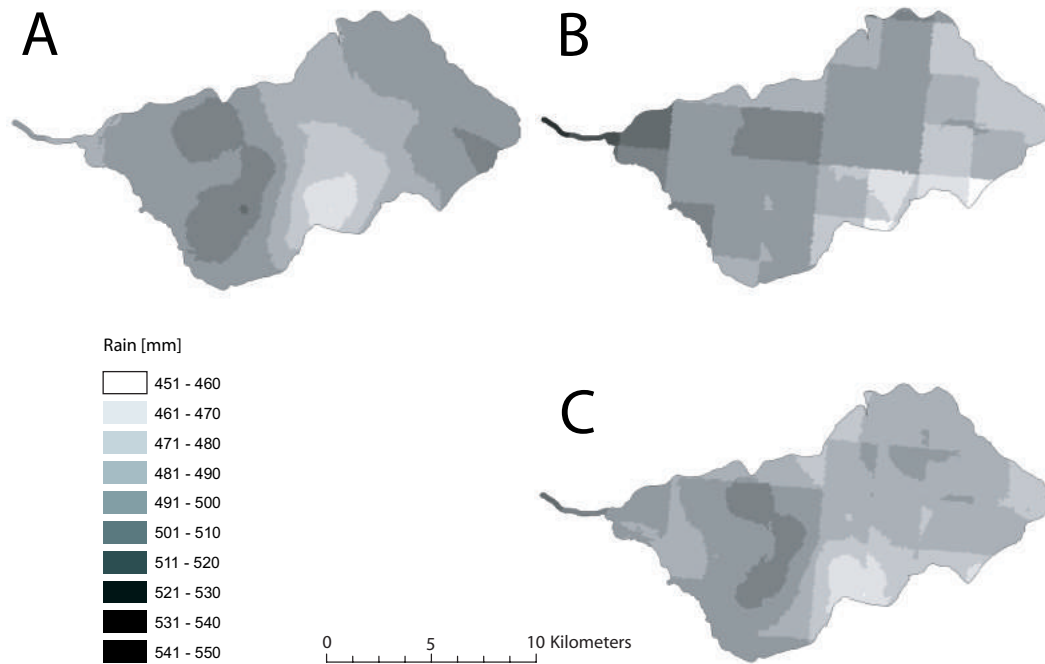 A
B
Rain [mm]
451 - 460
461 - 470
471 - 480
481 - 490
491 - 500
501 - 510
511 - 520
521 - 530
531 - 540
541 - 550
C
0 5 10 Kilometers